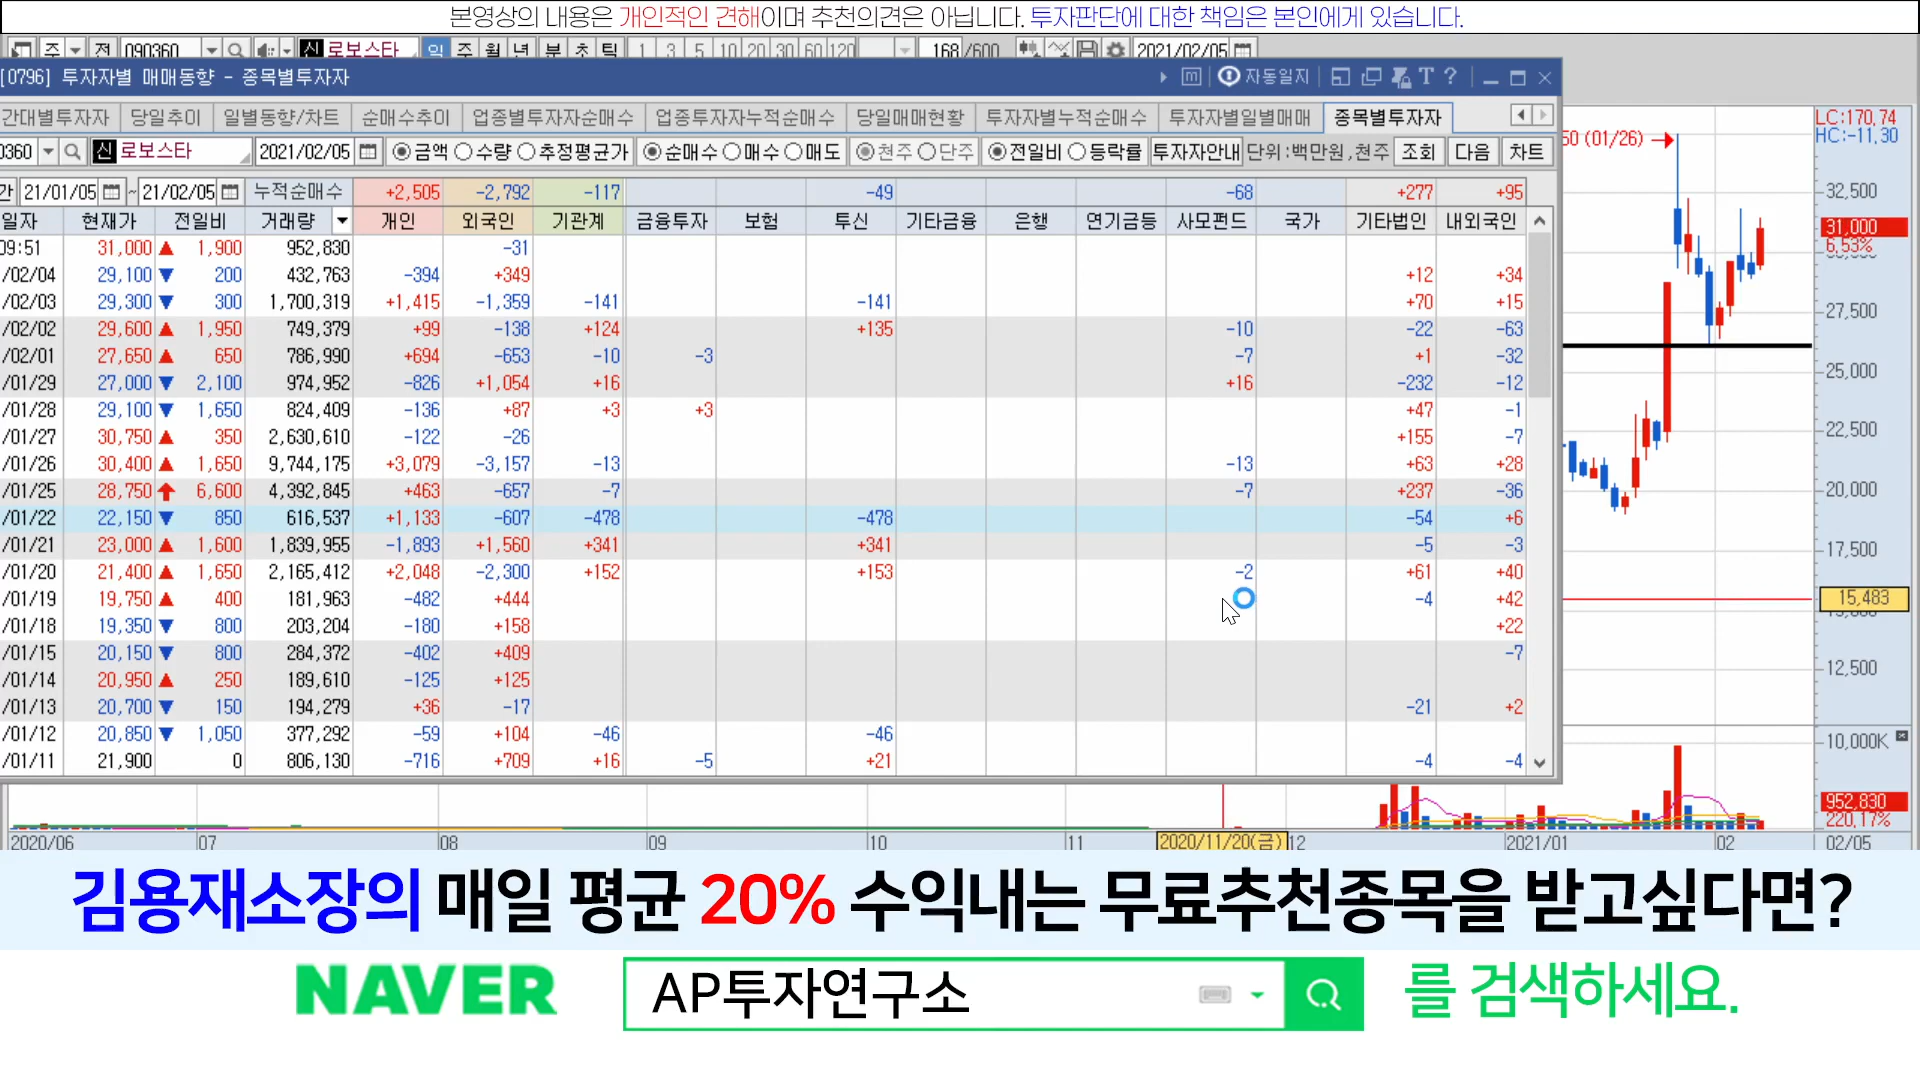 본영상의 내용은 개인적인 견해이며 추천의견은 아닙니다. 투자판단에 대한 책임은 본인에게 있습니다.
주 전 090360 신 로보스타 일 주 월 년 분 초 틱 1 3 5 10 20 30 60 120 168/600 2021/02/05
[0796] 투자자별 매매동향 - 종목별투자자 자동일지 T ?
간대별투자자 당일추이 일별동향/차트 순매수추이 업종별투자자순매수 업종투자자누적순매수 당일매매현황 투자자별누적순매수 투자자별일별매매 종목별투자자
0360 신 로보스타 2021/02/05 금액 수량 추정평균가 순매수 매수 매도 천주 단주 전일비 등락률 투자자안내 단위:백만원,천주 조회 다음 차트
간 21/01/05 ~ 21/02/05 누적순매수 +2,505 -2,792 -117 -49 -68 +277 +95
일자 현재가 전일비 거래량 개인 외국인 기관계 금융투자 보험 투신 기타금융 은행 연기금등 사모펀드 국가 기타법인 내외국인
09:51 31,000 ▲ 1,900 952,830 -31
/02/04 29,100 ▼ 200 432,763 -394 +349 +12 +34
/02/03 29,300 ▼ 300 1,700,319 +1,415 -1,359 -141 -141 +70 +15
/02/02 29,600 ▲ 1,950 749,379 +99 -138 +124 +135 -10 -22 -63
/02/01 27,650 ▲ 650 786,990 +694 -653 -10 -3 -7 +1 -32
/01/29 27,000 ▼ 2,100 974,952 -826 +1,054 +16 +16 -232 -12
/01/28 29,100 ▼ 1,650 824,409 -136 +87 +3 +3 +47 -1
/01/27 30,750 ▲ 350 2,630,610 -122 -26 +155 -7
/01/26 30,400 ▲ 1,650 9,744,175 +3,079 -3,157 -13 -13 +63 +28
/01/25 28,750 ↑ 6,600 4,392,845 +463 -657 -7 -7 +237 -36
/01/22 22,150 ▼ 850 616,537 +1,133 -607 -478 -478 -54 +6
/01/21 23,000 ▲ 1,600 1,839,955 -1,893 +1,560 +341 +341 -5 -3
/01/20 21,400 ▲ 1,650 2,165,412 +2,048 -2,300 +152 +153 -2 +61 +40
/01/19 19,750 ▲ 400 181,963 -482 +444 -4 +42
/01/18 19,350 ▼ 800 203,204 -180 +158 +22
/01/15 20,150 ▼ 800 284,372 -402 +409 -7
/01/14 20,950 ▲ 250 189,610 -125 +125
/01/13 20,700 ▼ 150 194,279 +36 -17 -21 +2
/01/12 20,850 ▼ 1,050 377,292 -59 +104 -46 -46
/01/11 21,900 0 806,130 -716 +709 +16 -5 +21 -4 -4
50 (01/26)
LC:170.74
HC:-11.30
32,500
31,000
6.53%
27,500
25,000
22,500
20,000
17,500
15,483
12,500
10,000K
952,830
220.17%
2020/06 07 08 09 10 11 2020/11/20(금) 12 2021/01 02 02/05
김용재소장의 매일 평균 20% 수익내는 무료추천종목을 받고싶다면?
NAVER AP투자연구소 를 검색하세요.